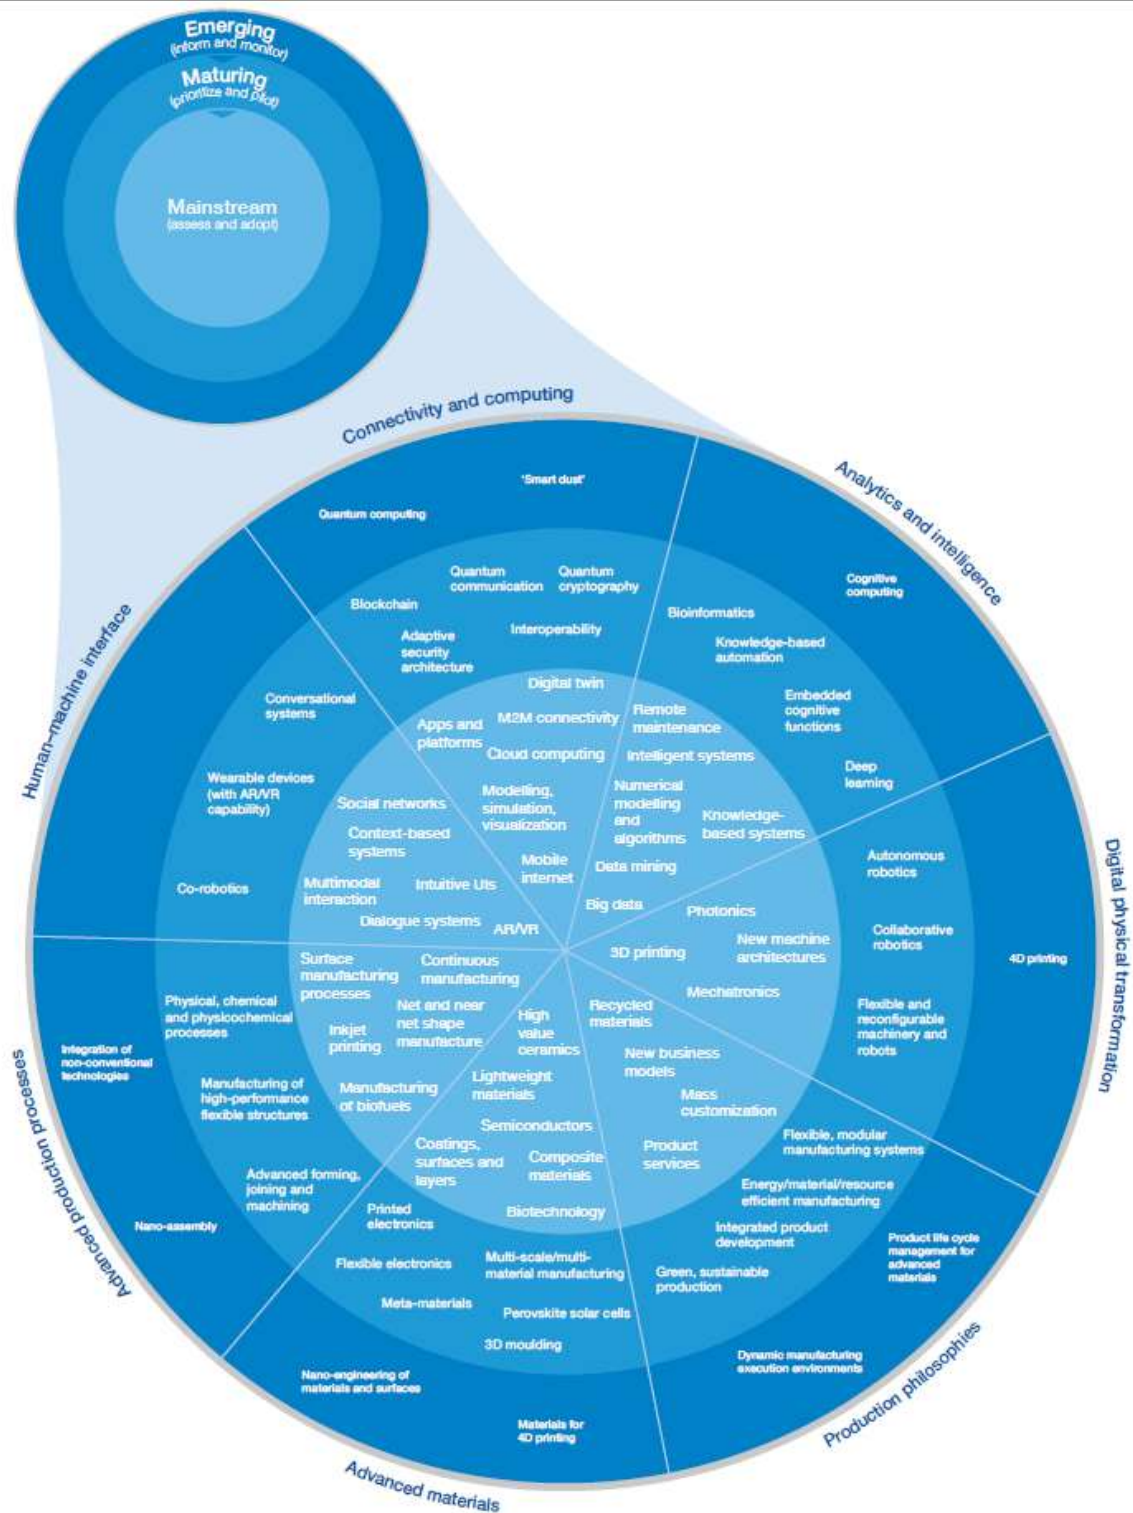 Emerging
(inform and monitor)
Maturing
(prioritize and pilot)
Mainstream
(assess and adopt)
Connectivity and computing
'Smart dust'
Quantum computing
Quantum
communication
Quantum
cryptography
Blockchain
Interoperability
Adaptive
security
architecture
Digital twin
M2M connectivity
Apps and
platforms
Cloud computing
Modelling,
simulation,
visualization
Mobile
internet
Analytics and intelligence
Cognitive
computing
Bioinformatics
Knowledge-based
automation
Embedded
cognitive
functions
Deep
learning
Remote
maintenance
Intelligent systems
Numerical
modelling
and
algorithms
Knowledge-
based systems
Data mining
Big data
Digital physical transformation
4D printing
Autonomous
robotics
Collaborative
robotics
Flexible and
reconfigurable
machinery and
robots
Photonics
New machine
architectures
3D printing
Mechatronics
Production philosophies
Recycled
materials
New business
models
Mass
customization
Product
services
Flexible, modular
manufacturing systems
Energy/material/resource
efficient manufacturing
Integrated product
development
Green, sustainable
production
Product life cycle
management for
advanced
materials
Dynamic manufacturing
execution environments
Advanced materials
High
value
ceramics
Lightweight
materials
Semiconductors
Coatings,
surfaces and
layers
Composite
materials
Biotechnology
Printed
electronics
Flexible electronics
Multi-scale/multi-
material manufacturing
Meta-materials
Perovskite solar cells
3D moulding
Nano-engineering of
materials and surfaces
Materials for
4D printing
Advanced production processes
Surface
manufacturing
processes
Continuous
manufacturing
Net and near
net shape
manufacture
Inkjet
printing
Manufacturing
of biofuels
Physical, chemical
and physicochemical
processes
Manufacturing of
high-performance
flexible structures
Advanced forming,
joining and
machining
Integration of
non-conventional
technologies
Nano-assembly
Human–machine interface
Conversational
systems
Wearable devices
(with AR/VR
capability)
Co-robotics
Social networks
Context-based
systems
Multimodal
interaction
Intuitive UIs
Dialogue systems
AR/VR